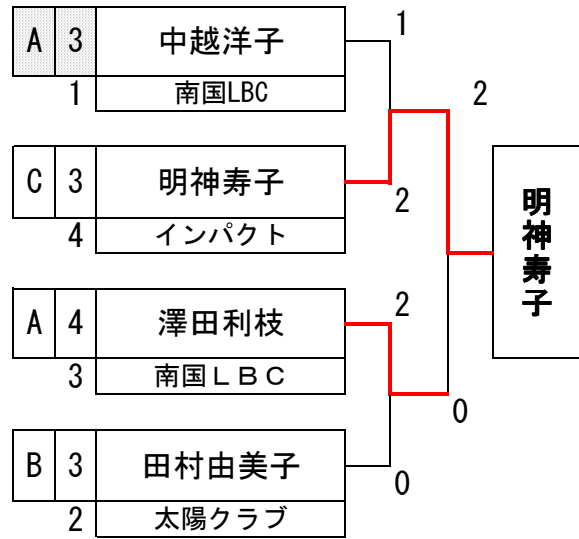 A 3 中越洋子 1
1 南国LBC 2
C 3 明神寿子 2
4 インパクト
明神寿子
A 4 澤田利枝 2
3 南国ＬＢＣ 0
B 3 田村由美子 0
2 太陽クラブ